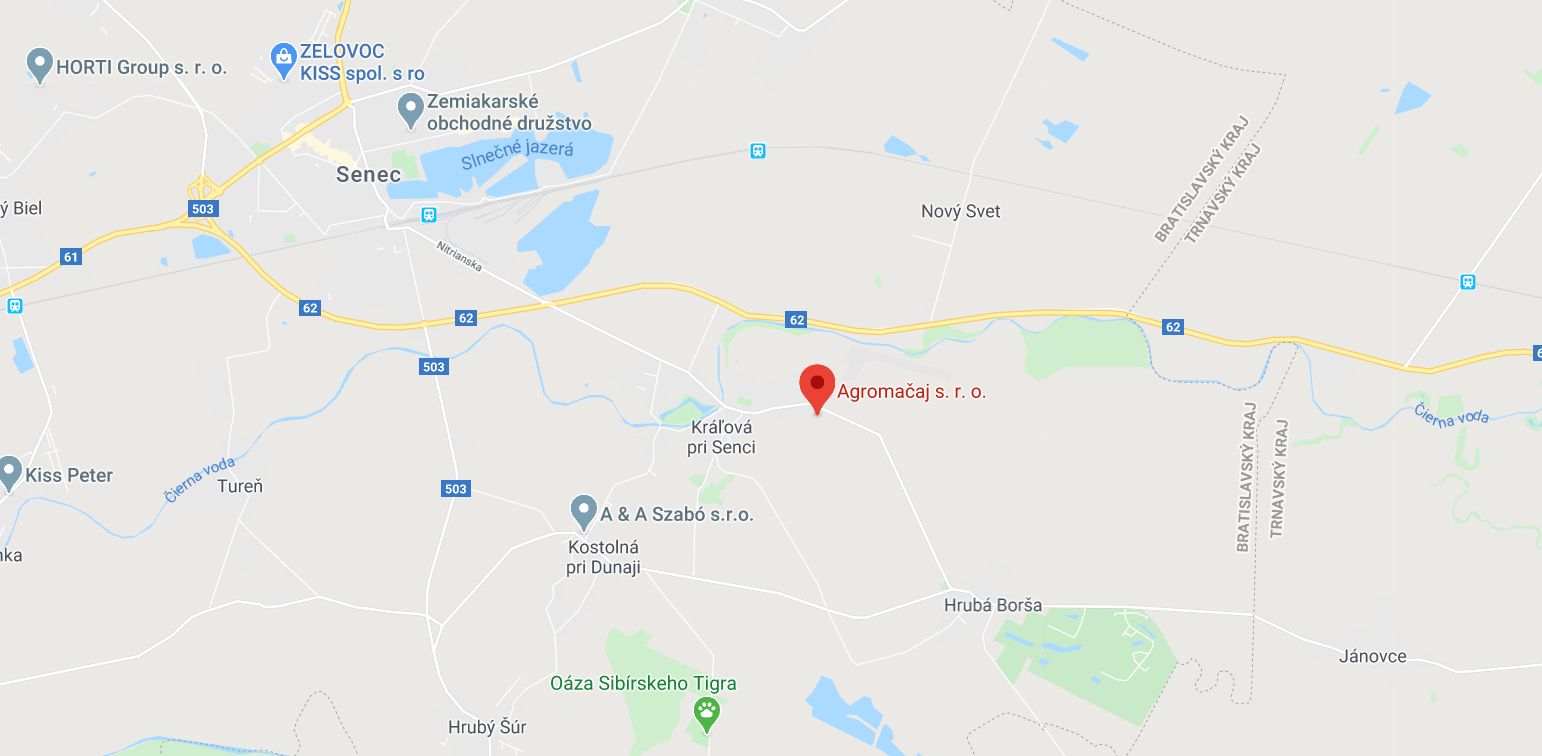 HORTI Group s. r. o.
ZELOVOC
KISS spol. s ro
Zemiakarské
obchodné družstvo
Slnečné jazerá
Senec
ý Biel
503
61
Nitrianska
Nový Svet
BRATISLAVSKÝ KRAJ
TRNAVSKÝ KRAJ
62
62
62
62
6
503
Agromačaj s. r. o.
Kráľová
pri Senci
Čierna voda
BRATISLAVSKÝ KRAJ
TRNAVSKÝ KRAJ
Kiss Peter
Čierna voda
Tureň
503
A & A Szabó s.r.o.
Kostolná
pri Dunaji
nka
Hrubá Borša
Jánovce
Oáza Sibírskeho Tigra
Hrubý Šúr